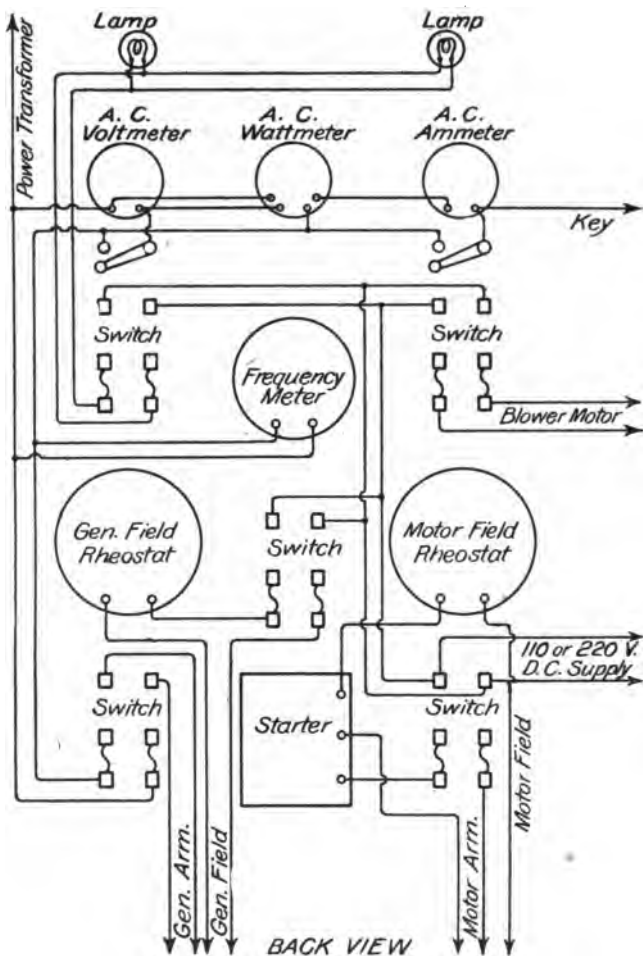 Lamp
Lamp
Power Transformer
A. C.
Voltmeter
A. C.
Wattmeter
A. C.
Ammeter
Key
Switch
Switch
Frequency
Meter
Blower Motor
Gen. Field
Rheostat
Switch
Motor Field
Rheostat
110 or 220 V.
D.C. Supply
Switch
Starter
Switch
Gen. Arm.
Gen. Field
Motor Arm.
Motor Field
BACK VIEW